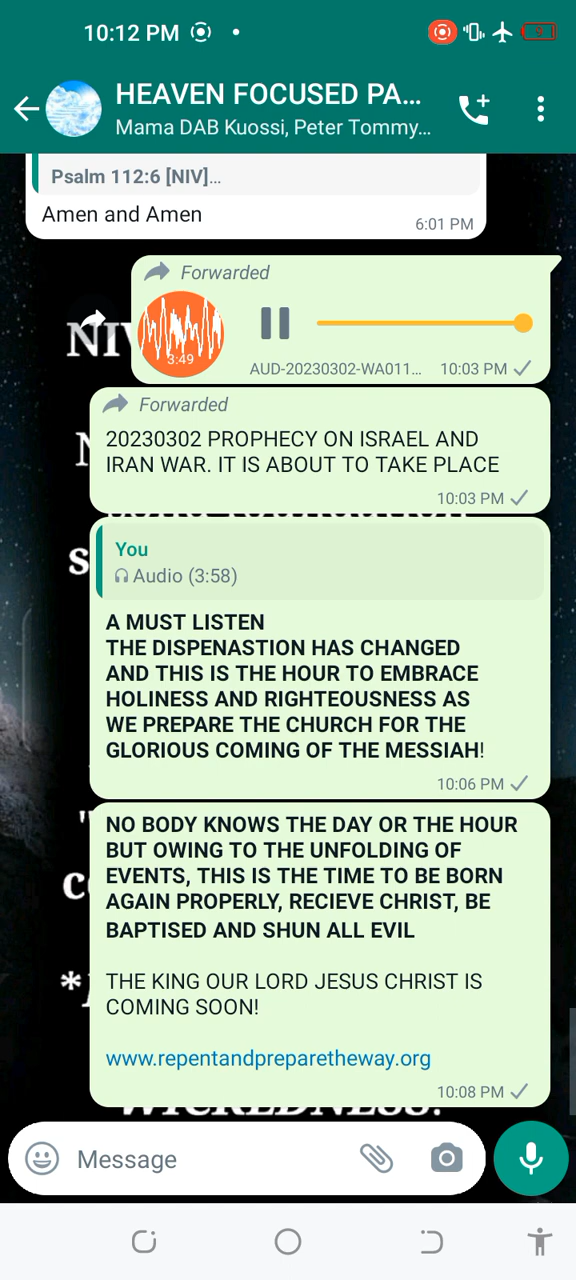 10:12 PM
9
HEAVEN FOCUSED PA...
Mama DAB Kuossi, Peter Tommy...
Psalm 112:6 [NIV]...
Amen and Amen
6:01 PM
Forwarded
3:49
AUD-20230302-WA011... 10:03 PM
Forwarded
20230302 PROPHECY ON ISRAEL AND
IRAN WAR. IT IS ABOUT TO TAKE PLACE
10:03 PM
You
Audio (3:58)
A MUST LISTEN
THE DISPENASTION HAS CHANGED
AND THIS IS THE HOUR TO EMBRACE
HOLINESS AND RIGHTEOUSNESS AS
WE PREPARE THE CHURCH FOR THE
GLORIOUS COMING OF THE MESSIAH!
10:06 PM
NO BODY KNOWS THE DAY OR THE HOUR
BUT OWING TO THE UNFOLDING OF
EVENTS, THIS IS THE TIME TO BE BORN
AGAIN PROPERLY, RECIEVE CHRIST, BE
BAPTISED AND SHUN ALL EVIL
THE KING OUR LORD JESUS CHRIST IS
COMING SOON!
www.repentandpreparetheway.org
10:08 PM
WICKEDNESS!
Message